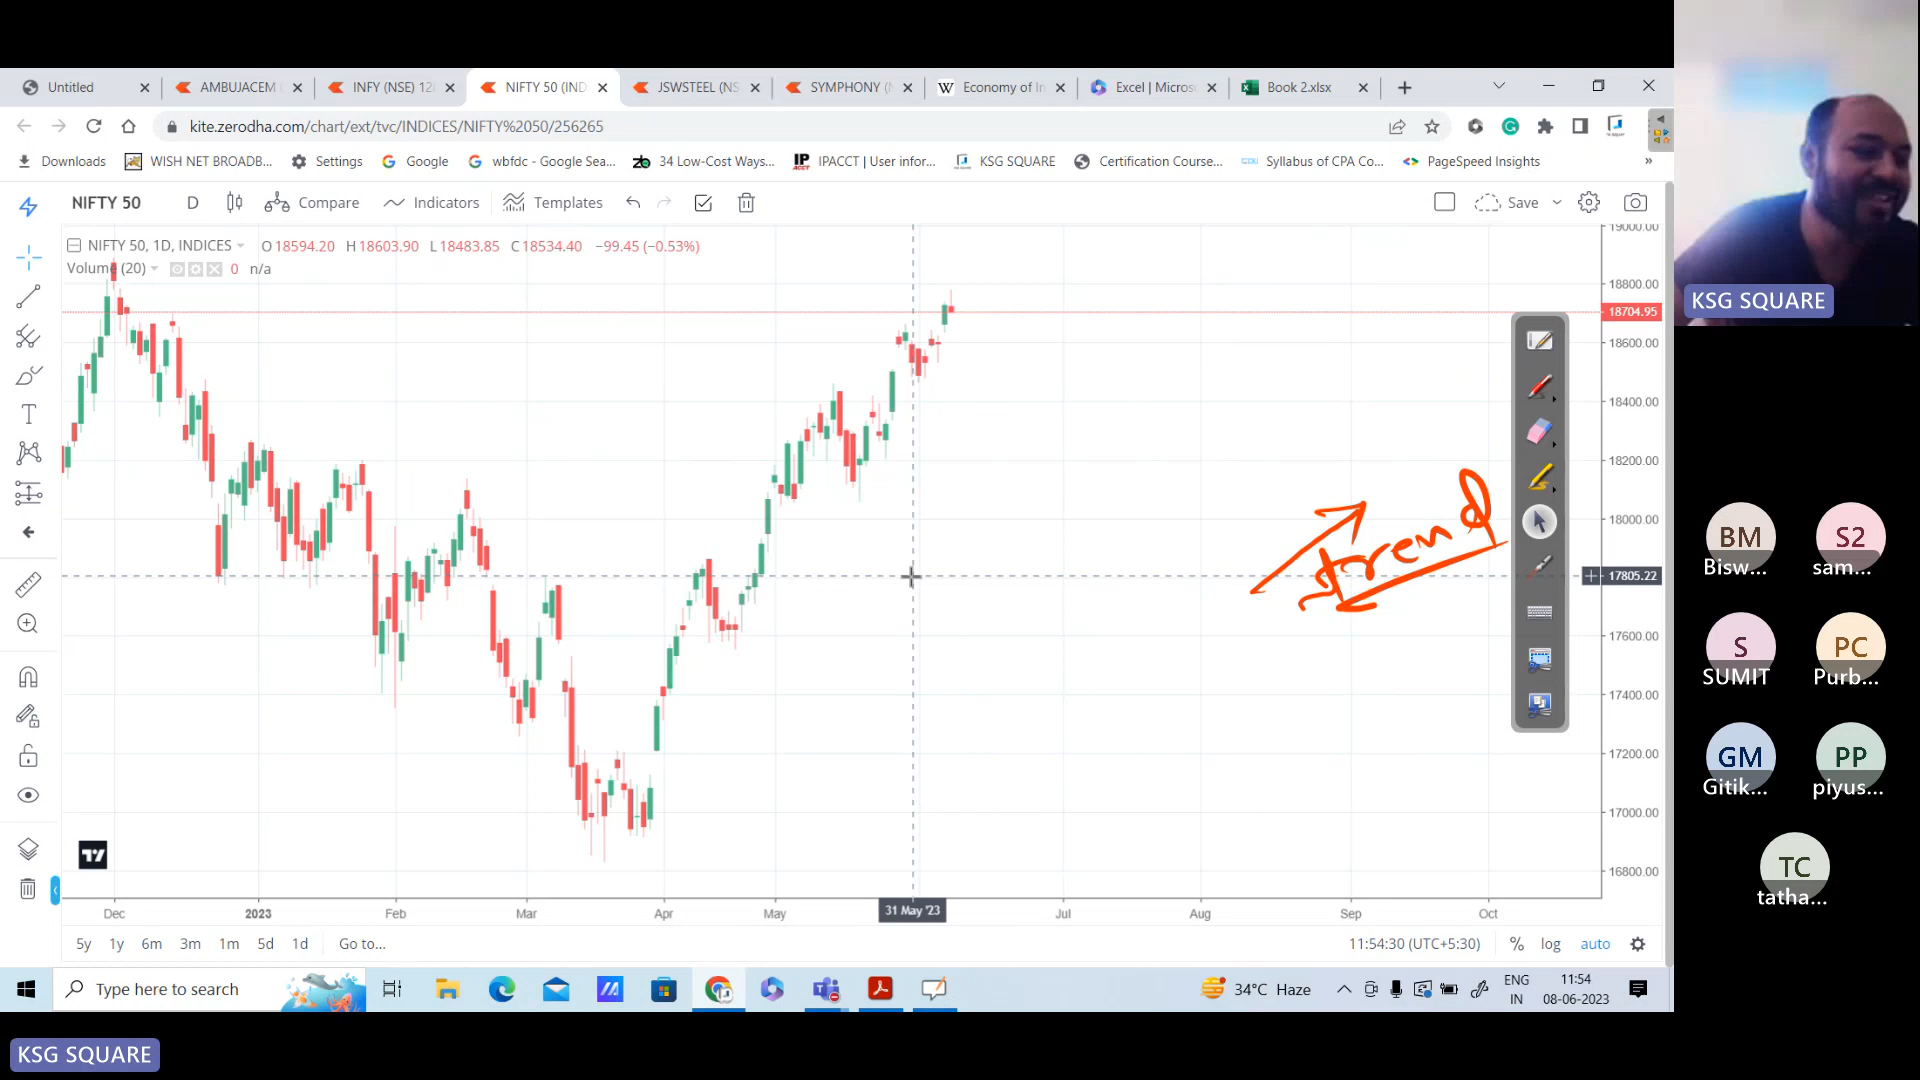 Untitled
AMBUJACEM
INFY (NSE)
NIFTY 50 (IND
JSWSTEEL (NS
SYMPHONY (
Economy of In
Excel | Micros
Book 2.xlsx
kite.zerodha.com/chart/ext/tvc/INDICES/NIFTY%2050/256265
Downloads
WISH NET BROADB...
Settings
Google
wbfdc - Google Sea...
34 Low-Cost Ways...
IPACCT | User infor...
KSG SQUARE
Certification Course...
Syllabus of CPA Co...
PageSpeed Insights
»
NIFTY 50 D Compare Indicators Templates Save
NIFTY 50, 1D, INDICES O18594.20 H18603.90 L18483.85 C18534.40 −99.45 (−0.53%)
Volume (20) 0 n/a
19000.00
18800.00
18704.95
18600.00
18400.00
18200.00
18000.00
17805.22
17600.00
17400.00
17200.00
17000.00
16800.00
trend
Dec 2023 Feb Mar Apr May 31 May '23 Jul Aug Sep Oct
5y 1y 6m 3m 1m 5d 1d Go to... 11:54:30 (UTC+5:30) % log auto
Type here to search
34°C Haze
ENG
IN
11:54
08-06-2023
KSG SQUARE
BM
Bisw...
S2
sam...
S
SUMIT
PC
Purb...
GM
Gitik...
PP
piyus...
TC
tatha...
KSG SQUARE